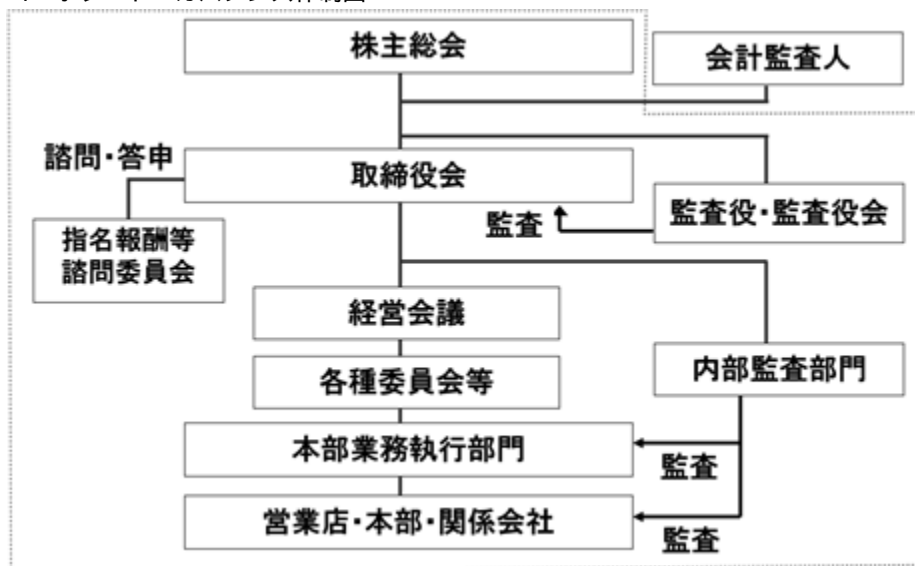 株主総会
会計監査人
諮問・答申
取締役会
監査役・監査役会
監査
指名報酬等
諮問委員会
経営会議
各種委員会等
内部監査部門
本部業務執行部門
監査
営業店・本部・関係会社
監査